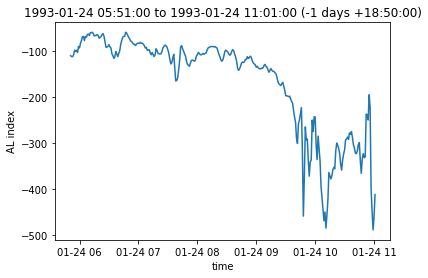 1993-01-24 05:51:00 to 1993-01-24 11:01:00 (-1 days +18:50:00)
AL index
−100
−200
−300
−400
−500
01-24 06 01-24 07 01-24 08 01-24 09 01-24 10 01-24 11
time